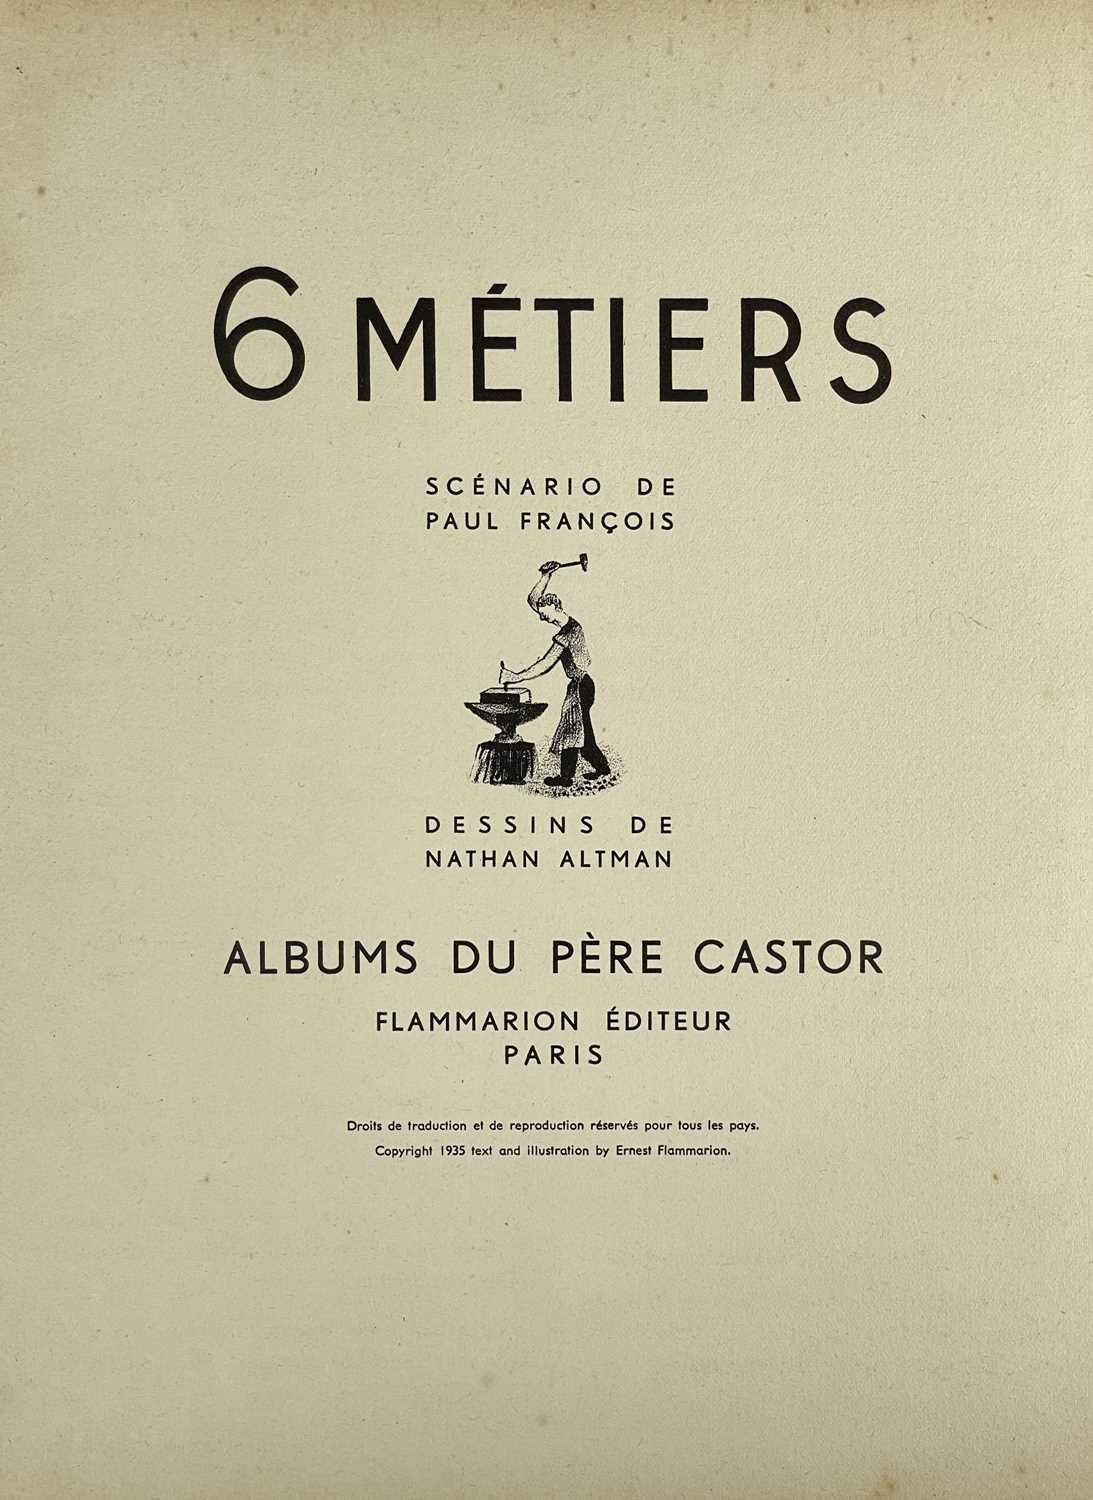 6 MÉTIERS
SCÉNARIO DE
PAUL FRANÇOIS
DESSINS DE
NATHAN ALTMAN
ALBUMS DU PÈRE CASTOR
FLAMMARION ÉDITEUR
PARIS
Droits de traduction et de reproduction réservés pour tous les pays.
Copyright 1935 text and illustration by Ernest Flammarion.